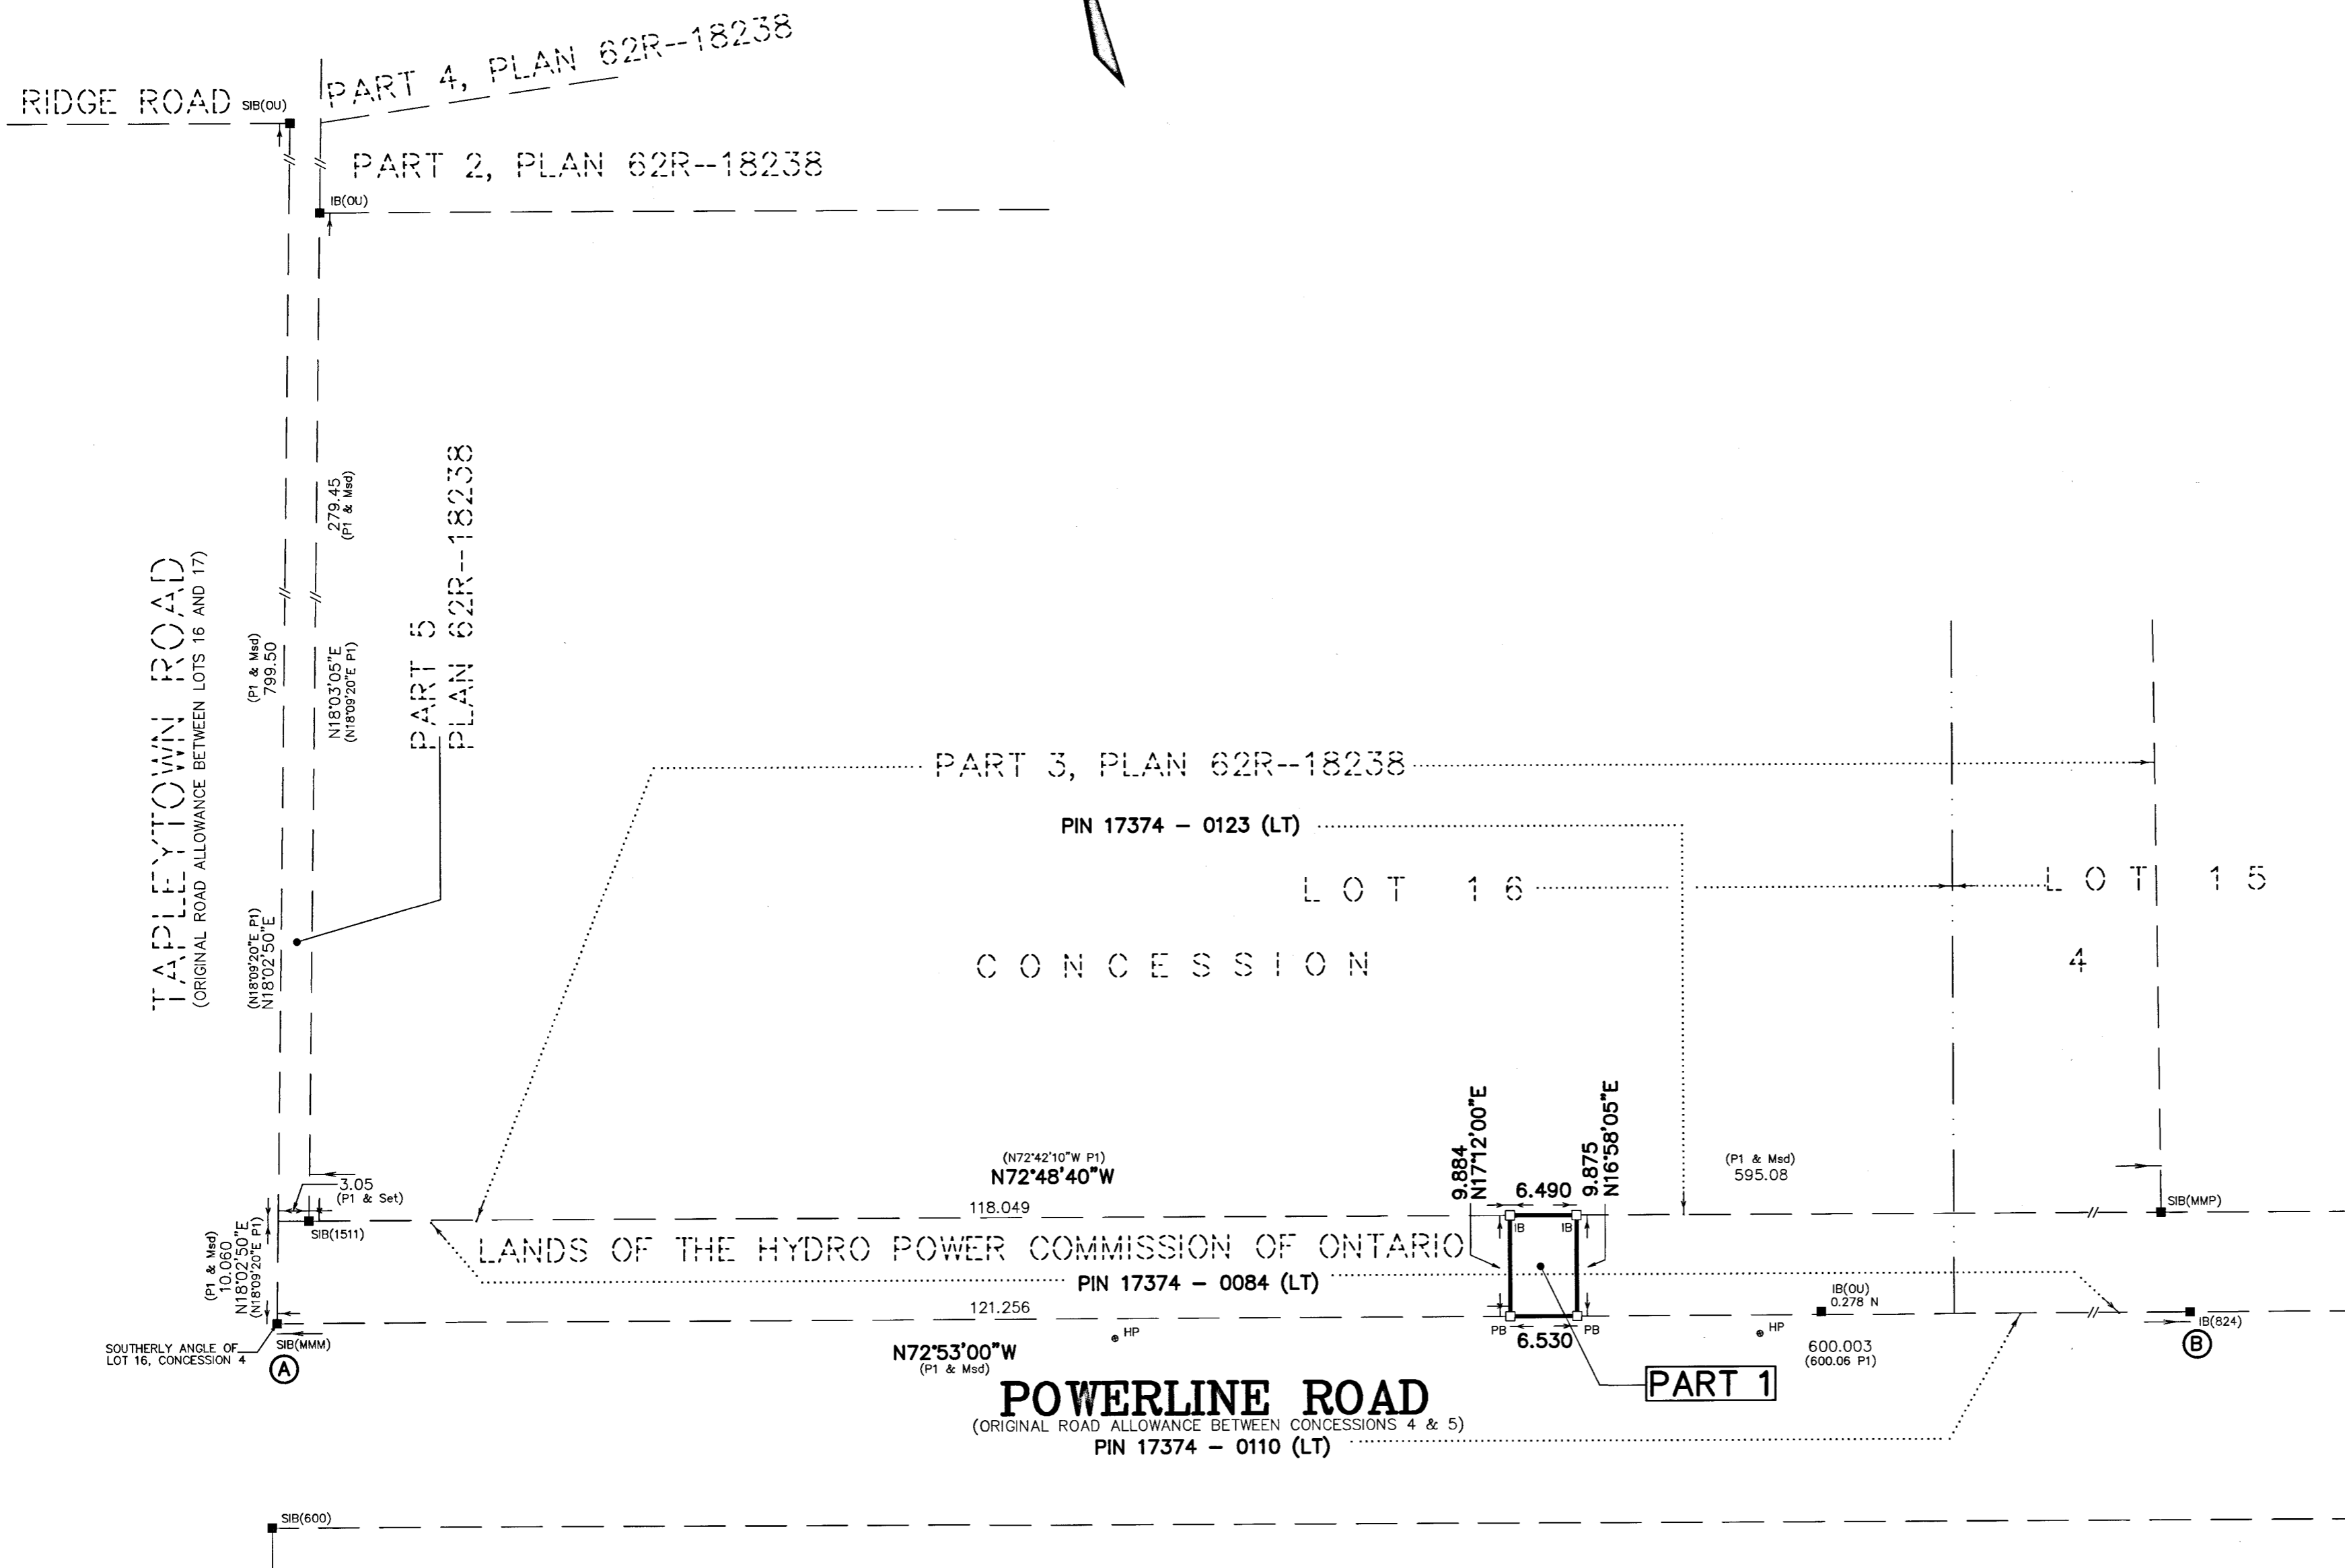 PART 4, PLAN 62R--18238
RIDGE ROAD
SIB(OU)
PART 2, PLAN 62R--18238
IB(OU)
279.45
(P1 & Msd)
PART 5
PLAN 62R--18238
TAPLEYTOWN ROAD
(ORIGINAL ROAD ALLOWANCE BETWEEN LOTS 16 AND 17)
(P1 & Msd)
799.50
N18°03'05"E
(N18°09'20"E P1)
PART 3, PLAN 62R--18238
PIN 17374 - 0123 (LT)
LOT 16
LOT 15
(N18°09'20"E P1)
N18°02'50"E
CONCESSION
4
9.884
N17°12'00"E
9.875
N16°58'05"E
(N72°42'10"W P1)
N72°48'40"W
118.049
(P1 & Msd)
595.08
3.05
(P1 & Set)
6.490
SIB(MMP)
SIB(1511)
IB
IB
(P1 & Msd)
10.060
N18°02'50"E
(N18°09'20"E P1)
LANDS OF THE HYDRO POWER COMMISSION OF ONTARIO
PIN 17374 - 0084 (LT)
IB(OU)
0.278 N
121.256
SOUTHERLY ANGLE OF
LOT 16, CONCESSION 4
SIB(MMM)
A
HP
PB
6.530
PB
HP
IB(824)
B
N72°53'00"W
(P1 & Msd)
600.003
(600.06 P1)
PART 1
POWERLINE ROAD
(ORIGINAL ROAD ALLOWANCE BETWEEN CONCESSIONS 4 & 5)
PIN 17374 - 0110 (LT)
SIB(600)